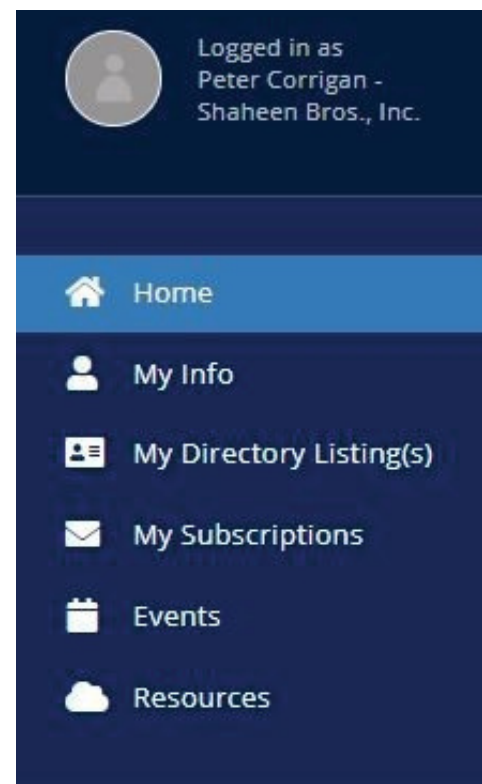 Logged in as
Peter Corrigan -
Shaheen Bros., Inc.
Home
My Info
My Directory Listing(s)
My Subscriptions
Events
Resources